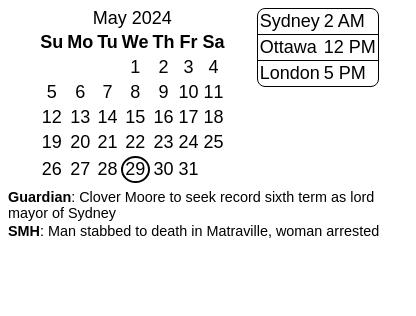 May 2024
Su Mo Tu We Th Fr Sa
1 2 3 4
5 6 7 8 9 10 11
12 13 14 15 16 17 18
19 20 21 22 23 24 25
26 27 28 29 30 31
Sydney 2 AM
Ottawa 12 PM
London 5 PM
Guardian: Clover Moore to seek record sixth term as lord
mayor of Sydney
SMH: Man stabbed to death in Matraville, woman arrested